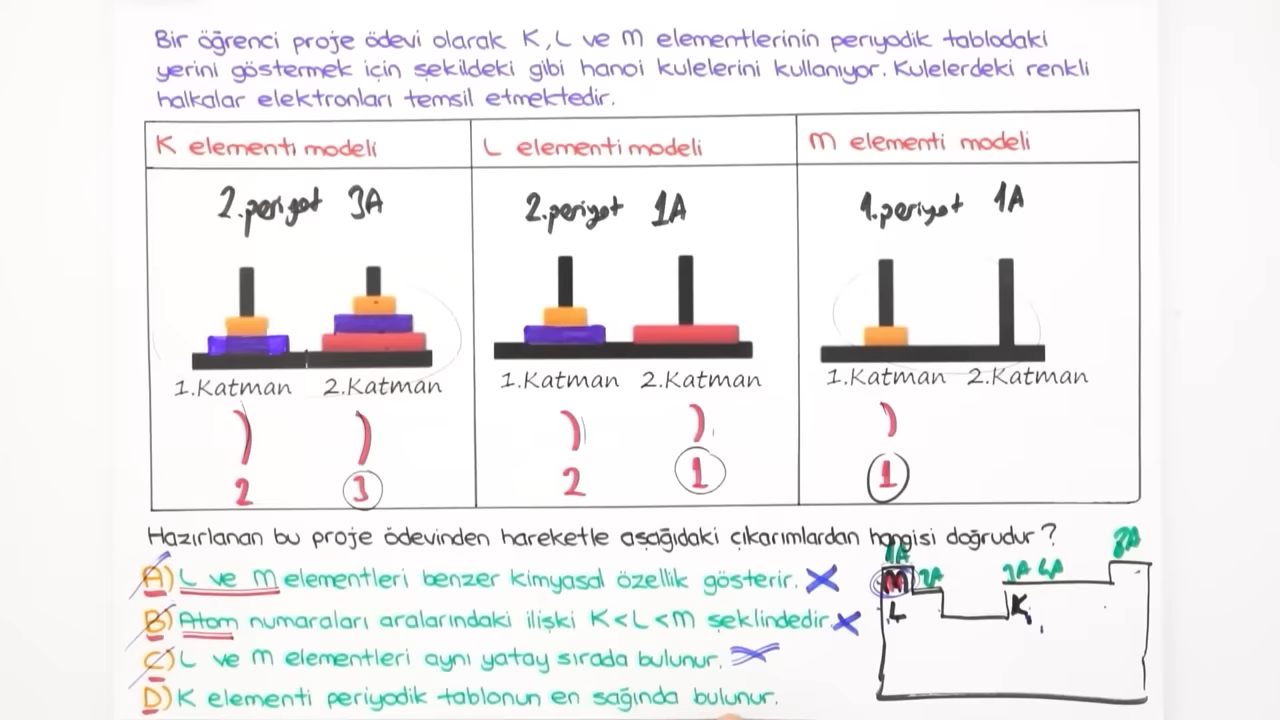 Bir öğrenci proje ödevi olarak K, L ve M elementlerinin periyodik tablodaki
yerini göstermek için şekildeki gibi hanoi kulelerini kullanıyor. Kulelerdeki renkli
halkalar elektronları temsil etmektedir.
K elementi modeli
L elementi modeli
M elementi modeli
2.periyot 3A
2.periyot 1A
1.periyot 1A
1.Katman 2.Katman
1.Katman 2.Katman
1.Katman 2.Katman
) )
) )
)
2 3
2 1
1
Hazırlanan bu proje ödevinden hareketle aşağıdaki çıkarımlardan hangisi doğrudur?
A) L ve M elementleri benzer kimyasal özellik gösterir. X
B) Atom numaraları aralarındaki ilişki K<L<M şeklindedir. X
C) L ve M elementleri aynı yatay sırada bulunur. X
D) K elementi periyodik tablonun en sağında bulunur.
1A 2A 3A 4A 8A
M
L K